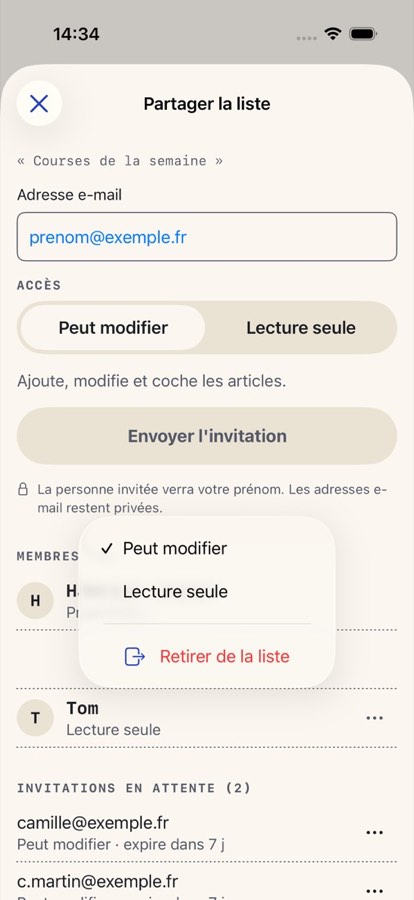 14:34
Partager la liste
« Courses de la semaine »
Adresse e-mail
prenom@exemple.fr
ACCÈS
Peut modifier
Lecture seule
Ajoute, modifie et coche les articles.
Envoyer l'invitation
La personne invitée verra votre prénom. Les adresses e-
mail restent privées.
MEMBRES
Peut modifier
Lecture seule
Retirer de la liste
H
T
Tom
Lecture seule
INVITATIONS EN ATTENTE (2)
camille@exemple.fr
Peut modifier · expire dans 7 j
c.martin@exemple.fr